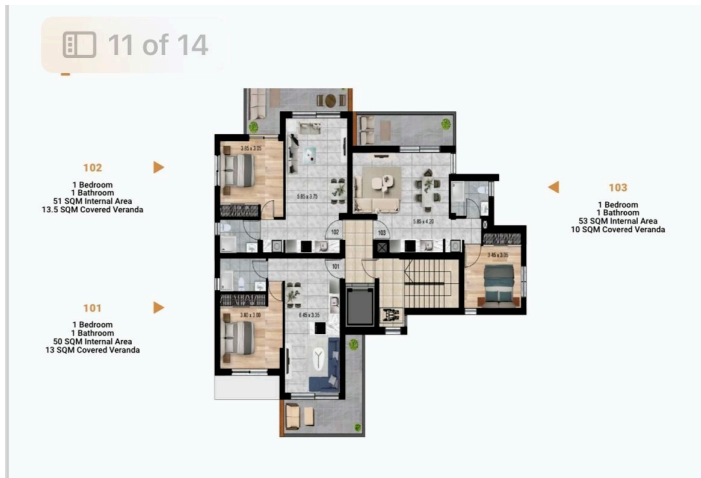 11 of 14
102
1 Bedroom
1 Bathroom
51 SQM Internal Area
13.5 SQM Covered Veranda
103
1 Bedroom
1 Bathroom
53 SQM Internal Area
10 SQM Covered Veranda
101
1 Bedroom
1 Bathroom
50 SQM Internal Area
13 SQM Covered Veranda
102
103
101